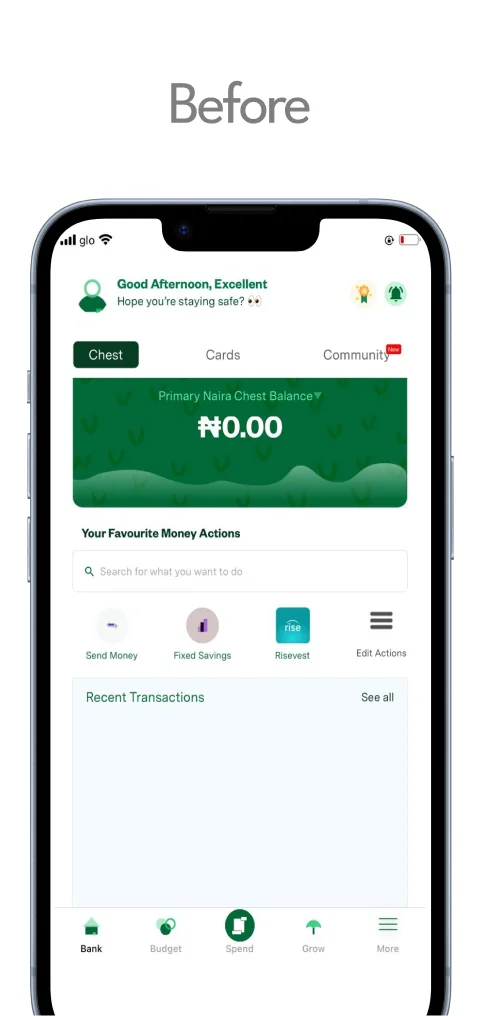 Before
glo
Good Afternoon, Excellent
Hope you're staying safe? 👀
Chest
Cards
Community
New
Primary Naira Chest Balance▼
₦0.00
Your Favourite Money Actions
Search for what you want to do
rise
Send Money
Fixed Savings
Risevest
Edit Actions
Recent Transactions
See all
Bank
Budget
Spend
Grow
More